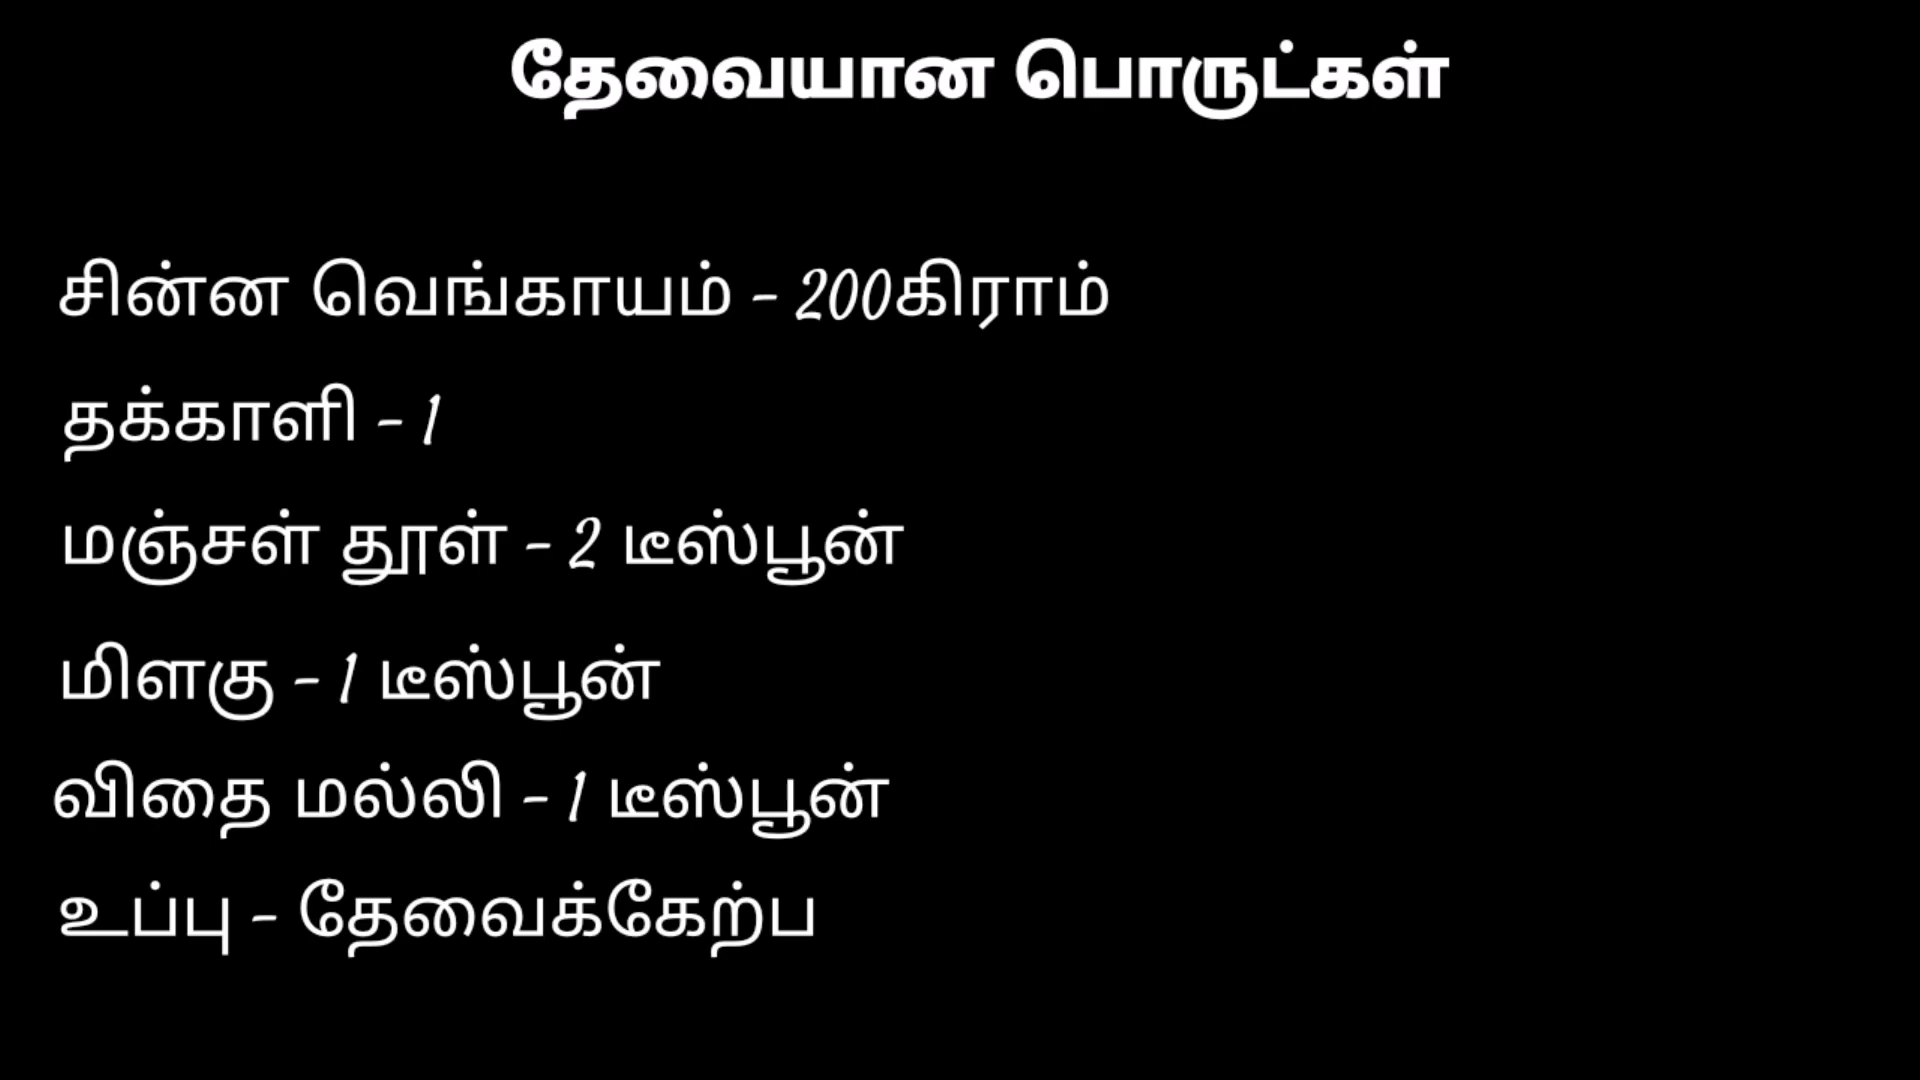 தேவையான பொருட்கள்
சின்ன வெங்காயம் - 200கிராம்
தக்காளி - 1
மஞ்சள் தூள் - 2 டீஸ்பூன்
மிளகு - 1 டீஸ்பூன்
விதை மல்லி - 1 டீஸ்பூன்
உப்பு - தேவைக்கேற்ப